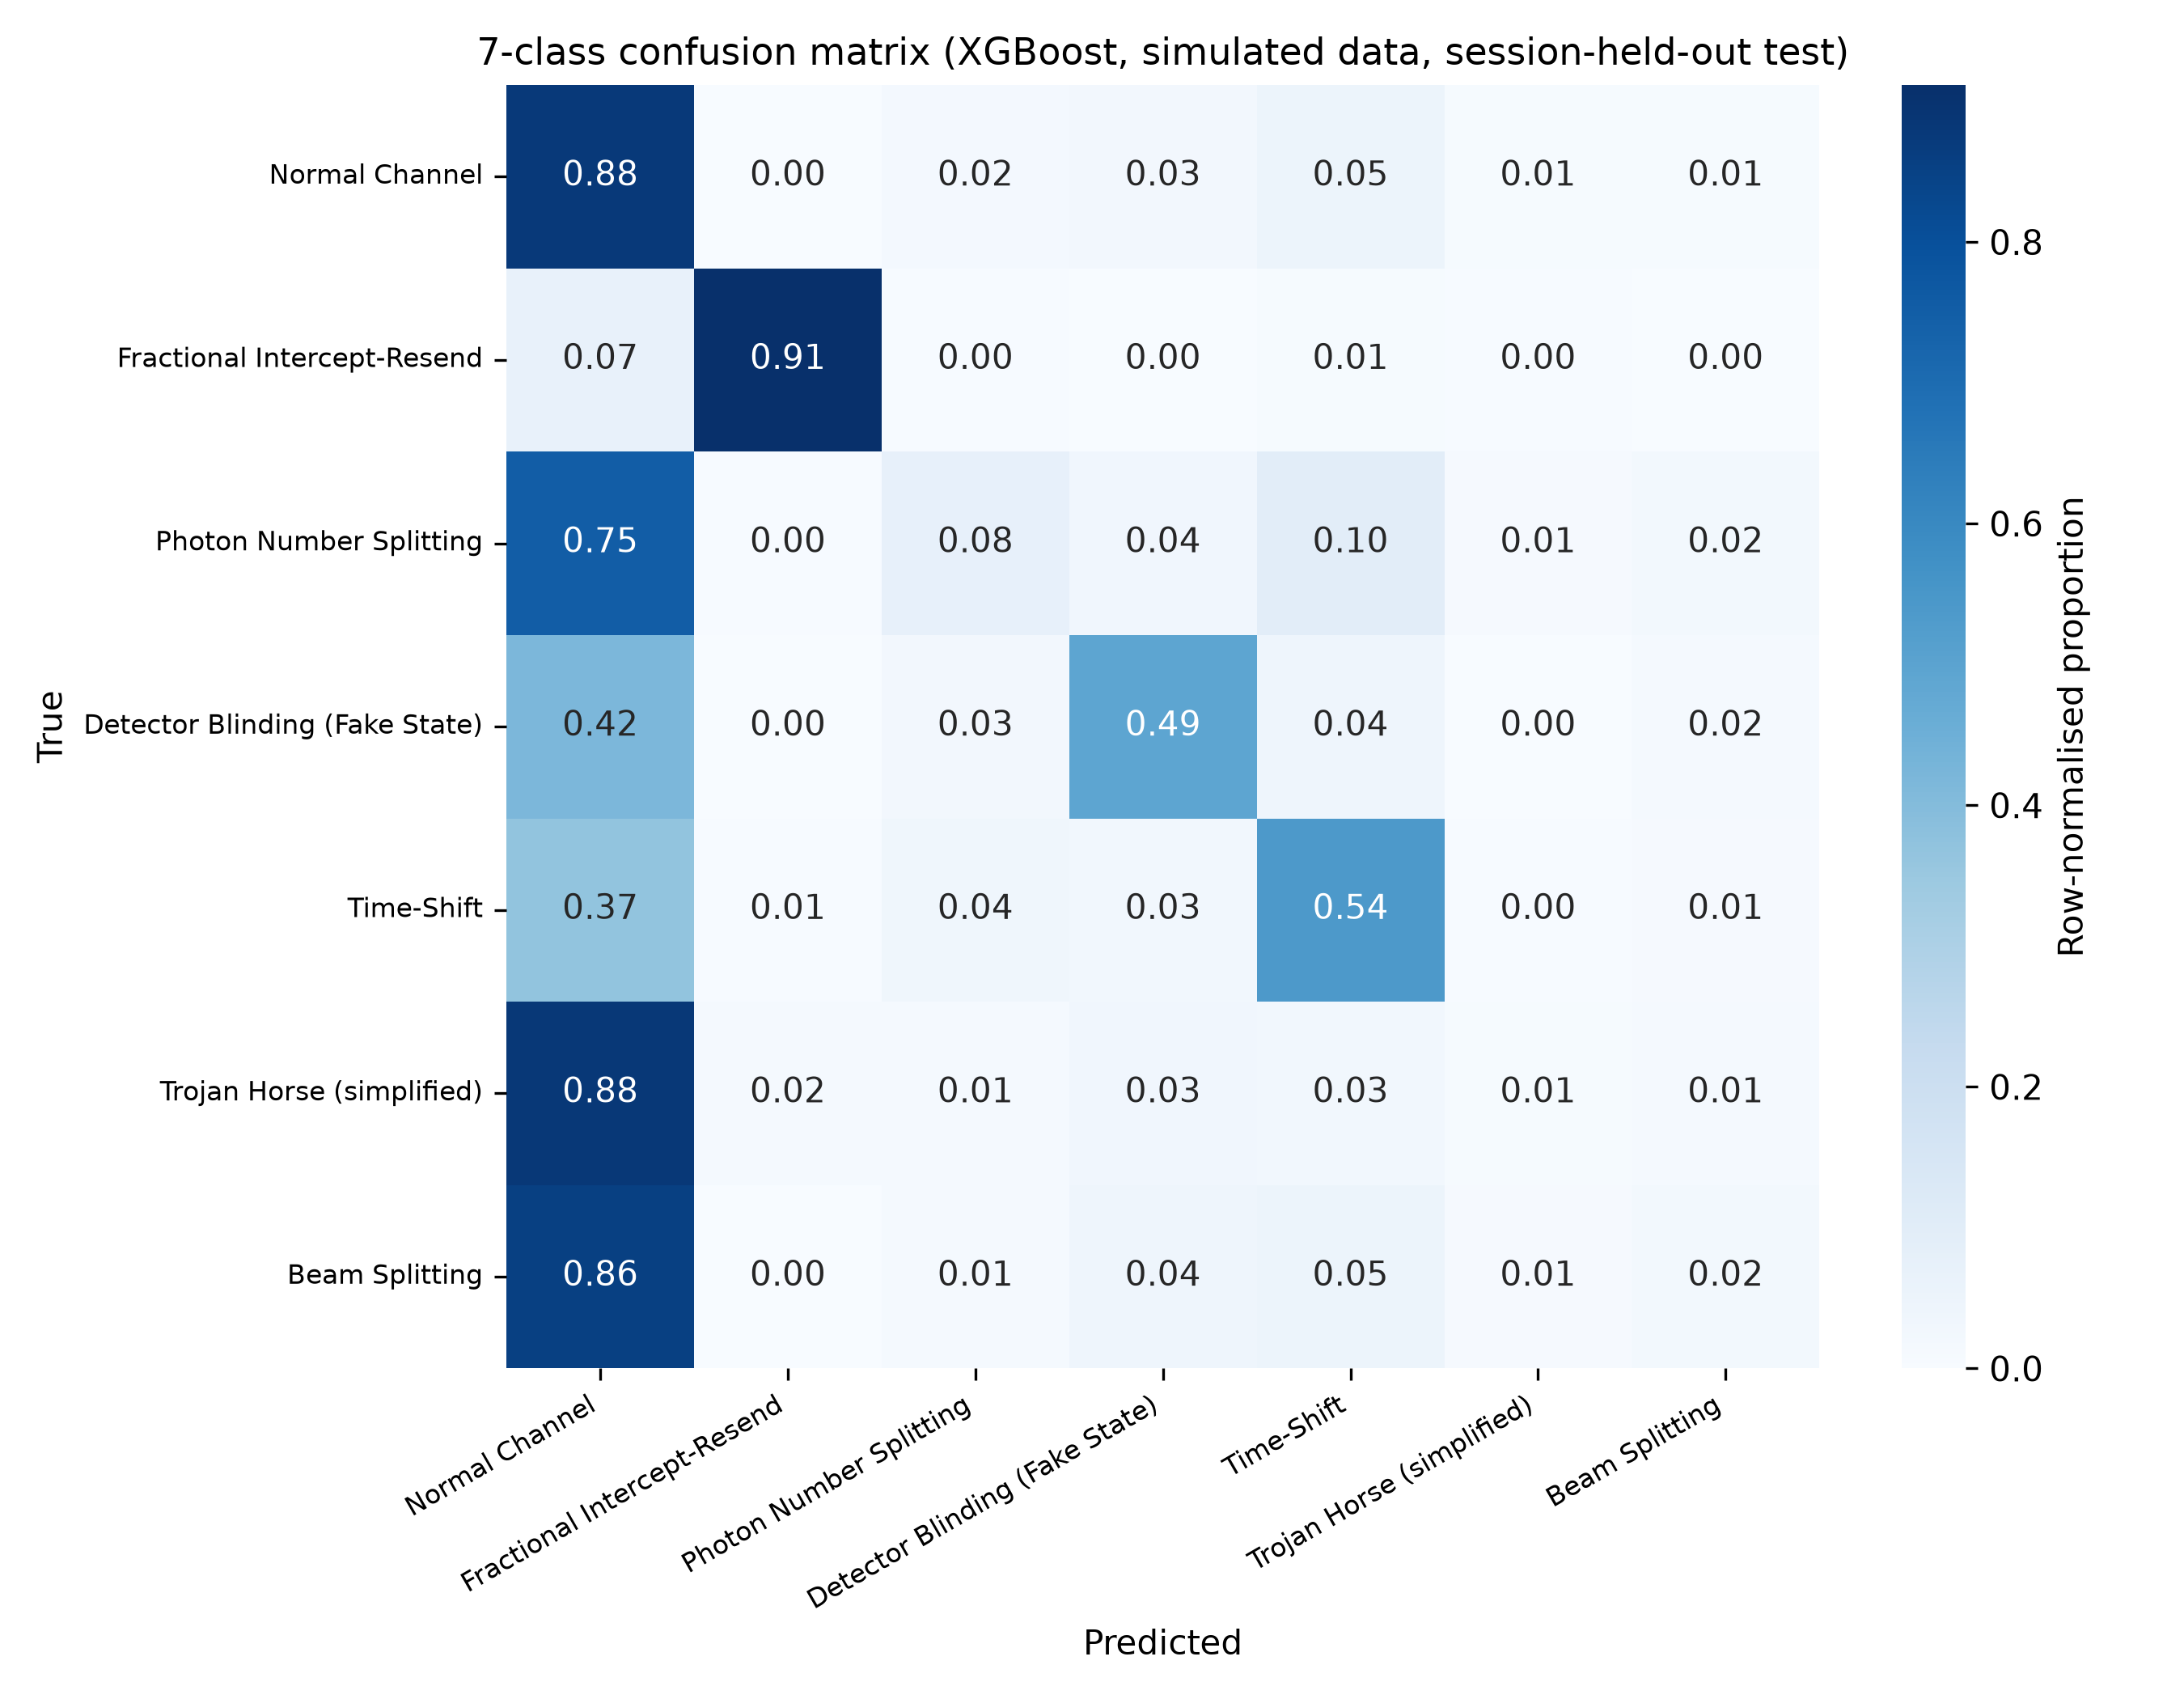 7-class confusion matrix (XGBoost, simulated data, session-held-out test)
Normal Channel 0.88 0.00 0.02 0.03 0.05 0.01 0.01
Fractional Intercept-Resend 0.07 0.91 0.00 0.00 0.01 0.00 0.00
Photon Number Splitting 0.75 0.00 0.08 0.04 0.10 0.01 0.02
Detector Blinding (Fake State) 0.42 0.00 0.03 0.49 0.04 0.00 0.02
Time-Shift 0.37 0.01 0.04 0.03 0.54 0.00 0.01
Trojan Horse (simplified) 0.88 0.02 0.01 0.03 0.03 0.01 0.01
Beam Splitting 0.86 0.00 0.01 0.04 0.05 0.01 0.02
True
Normal Channel
Fractional Intercept-Resend
Photon Number Splitting
Detector Blinding (Fake State)
Time-Shift
Trojan Horse (simplified)
Beam Splitting
Predicted
0.8
0.6
0.4
0.2
0.0
Row-normalised proportion